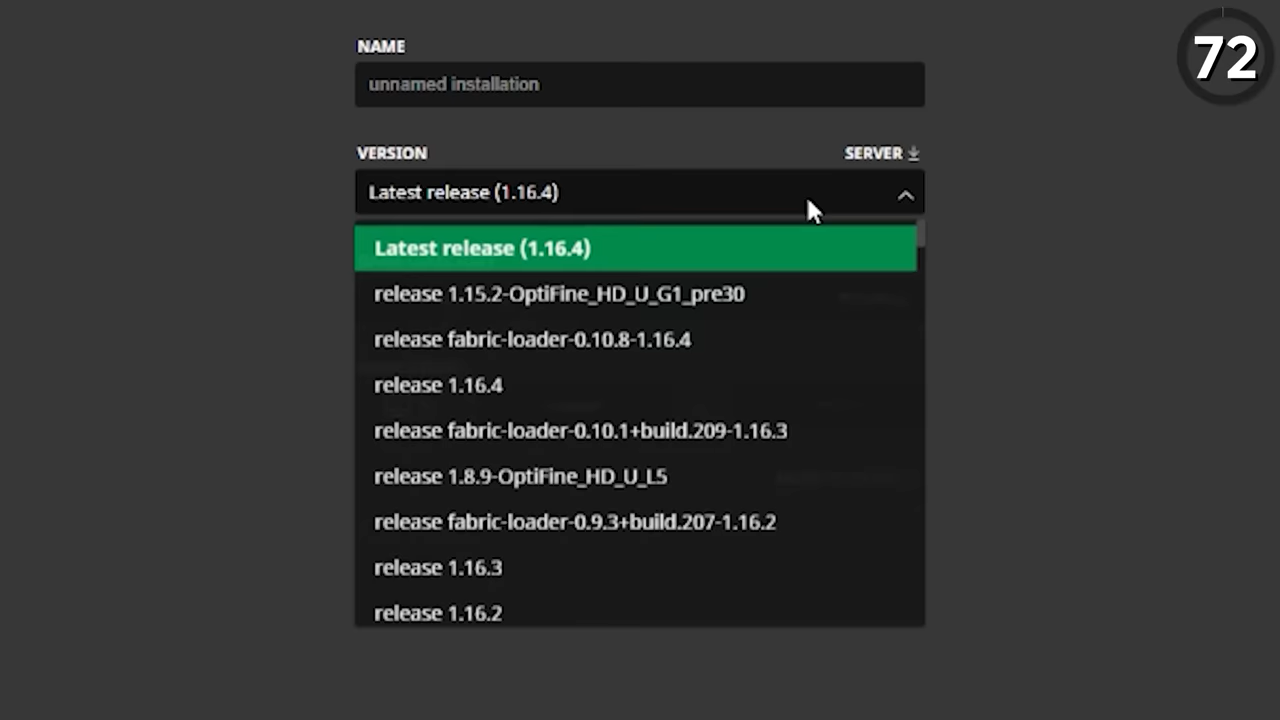 72
NAME
unnamed installation
VERSION
SERVER
Latest release (1.16.4)
Latest release (1.16.4)
release 1.15.2-OptiFine_HD_U_G1_pre30
release fabric-loader-0.10.8-1.16.4
release 1.16.4
release fabric-loader-0.10.1+build.209-1.16.3
release 1.8.9-OptiFine_HD_U_L5
release fabric-loader-0.9.3+build.207-1.16.2
release 1.16.3
release 1.16.2